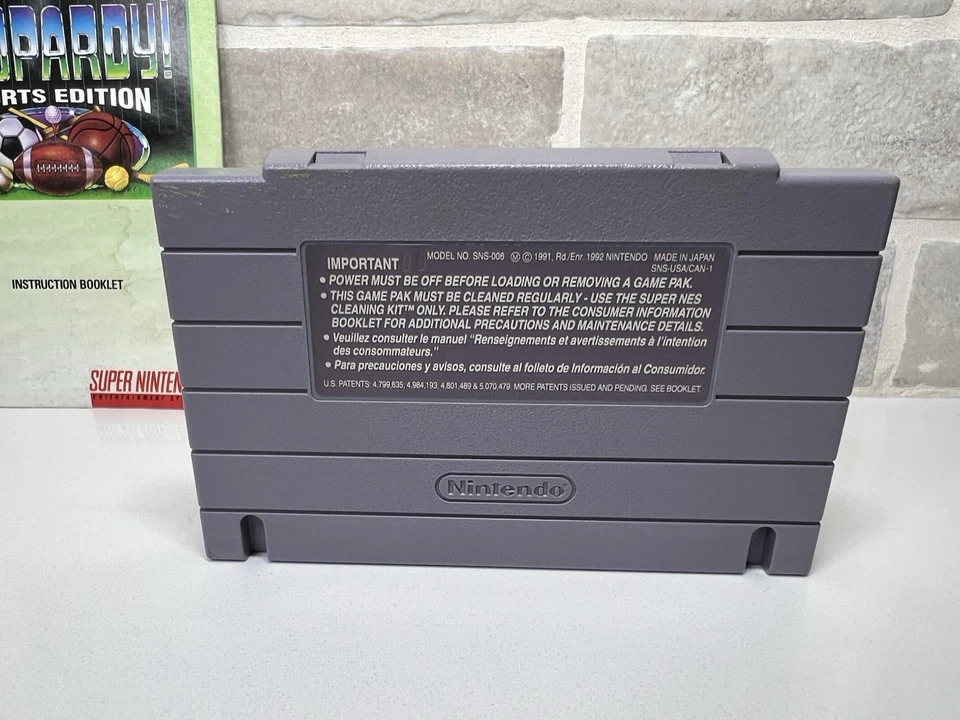 OPARDY!
RTS EDITION
INSTRUCTION BOOKLET
SUPER NINTEN
ENTERTAINMENT SY
IMPORTANT
MODEL NO SNS-006 Ⓜ © 1991, Rd./Enr. 1992 NINTENDO MADE IN JAPAN
SNS-USA/CAN-1
• POWER MUST BE OFF BEFORE LOADING OR REMOVING A GAME PAK.
• THIS GAME PAK MUST BE CLEANED REGULARLY - USE THE SUPER NES
CLEANING KIT™ ONLY. PLEASE REFER TO THE CONSUMER INFORMATION
BOOKLET FOR ADDITIONAL PRECAUTIONS AND MAINTENANCE DETAILS.
• Veuillez consulter le manuel "Renseignements et avertissements à l'intention
des consommateurs."
• Para precauciones y avisos, consulte al folleto de Información al Consumidor.
U.S. PATENTS: 4,799,635; 4,984,193, 4,801,489 & 5,070,479. MORE PATENTS ISSUED AND PENDING. SEE BOOKLET.
Nintendo®